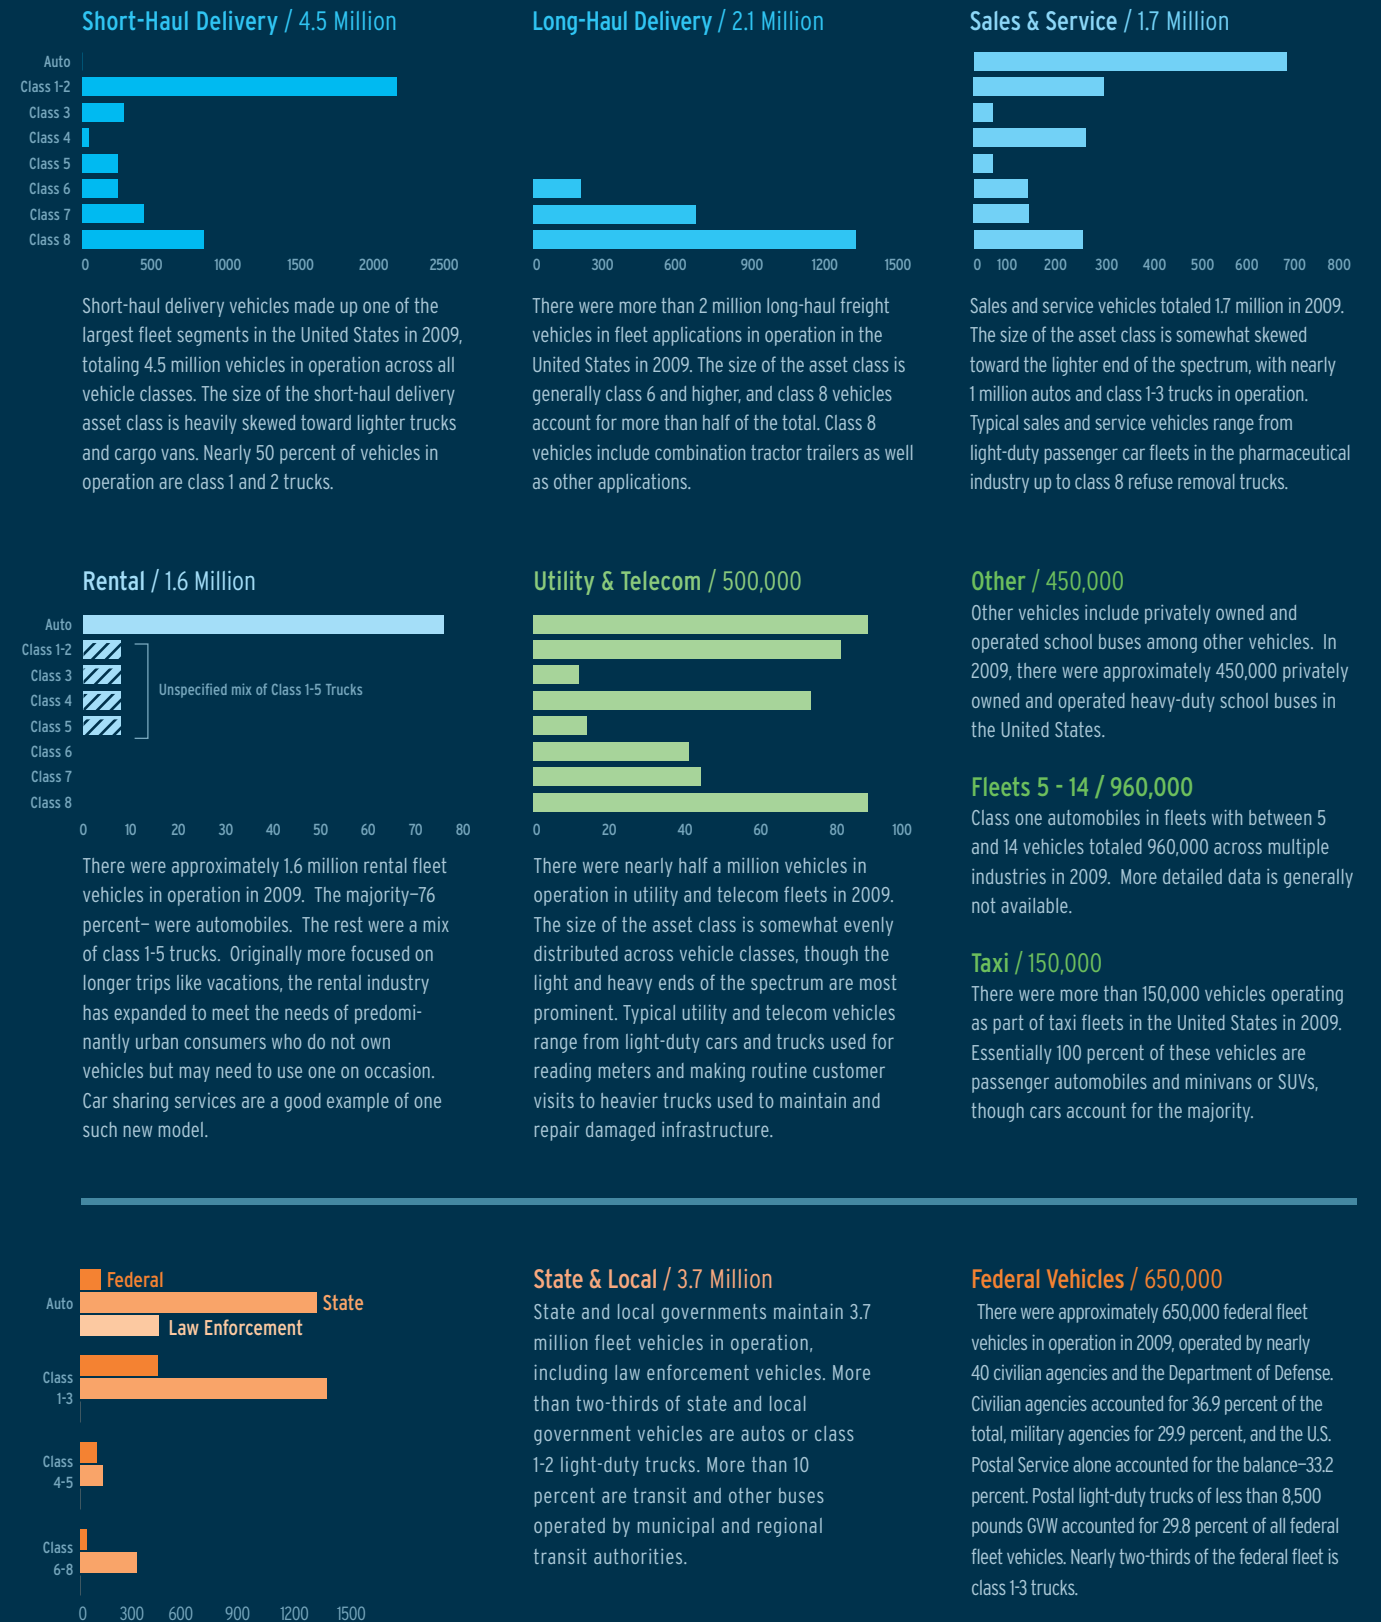 Short-Haul Delivery / 4.5 Million
Auto
Class 1-2
Class 3
Class 4
Class 5
Class 6
Class 7
Class 8
0 500 1000 1500 2000 2500
Short-haul delivery vehicles made up one of the
largest fleet segments in the United States in 2009,
totaling 4.5 million vehicles in operation across all
vehicle classes. The size of the short-haul delivery
asset class is heavily skewed toward lighter trucks
and cargo vans. Nearly 50 percent of vehicles in
operation are class 1 and 2 trucks.
Long-Haul Delivery / 2.1 Million
0 300 600 900 1200 1500
There were more than 2 million long-haul freight
vehicles in fleet applications in operation in the
United States in 2009. The size of the asset class is
generally class 6 and higher, and class 8 vehicles
account for more than half of the total. Class 8
vehicles include combination tractor trailers as well
as other applications.
Sales & Service / 1.7 Million
0 100 200 300 400 500 600 700 800
Sales and service vehicles totaled 1.7 million in 2009.
The size of the asset class is somewhat skewed
toward the lighter end of the spectrum, with nearly
1 million autos and class 1-3 trucks in operation.
Typical sales and service vehicles range from
light-duty passenger car fleets in the pharmaceutical
industry up to class 8 refuse removal trucks.
Rental / 1.6 Million
Auto
Class 1-2
Class 3
Class 4
Class 5
Class 6
Class 7
Class 8
Unspecified mix of Class 1-5 Trucks
0 10 20 30 40 50 60 70 80
There were approximately 1.6 million rental fleet
vehicles in operation in 2009. The majority—76
percent— were automobiles. The rest were a mix
of class 1-5 trucks. Originally more focused on
longer trips like vacations, the rental industry
has expanded to meet the needs of predomi-
nantly urban consumers who do not own
vehicles but may need to use one on occasion.
Car sharing services are a good example of one
such new model.
Utility & Telecom / 500,000
0 20 40 60 80 100
There were nearly half a million vehicles in
operation in utility and telecom fleets in 2009.
The size of the asset class is somewhat evenly
distributed across vehicle classes, though the
light and heavy ends of the spectrum are most
prominent. Typical utility and telecom vehicles
range from light-duty cars and trucks used for
reading meters and making routine customer
visits to heavier trucks used to maintain and
repair damaged infrastructure.
Other / 450,000
Other vehicles include privately owned and
operated school buses among other vehicles. In
2009, there were approximately 450,000 privately
owned and operated heavy-duty school buses in
the United States.
Fleets 5 - 14 / 960,000
Class one automobiles in fleets with between 5
and 14 vehicles totaled 960,000 across multiple
industries in 2009. More detailed data is generally
not available.
Taxi / 150,000
There were more than 150,000 vehicles operating
as part of taxi fleets in the United States in 2009.
Essentially 100 percent of these vehicles are
passenger automobiles and minivans or SUVs,
though cars account for the majority.
Federal
Auto
State
Law Enforcement
Class
1-3
Class
4-5
Class
6-8
0 300 600 900 1200 1500
State & Local / 3.7 Million
State and local governments maintain 3.7
million fleet vehicles in operation,
including law enforcement vehicles. More
than two-thirds of state and local
government vehicles are autos or class
1-2 light-duty trucks. More than 10
percent are transit and other buses
operated by municipal and regional
transit authorities.
Federal Vehicles / 650,000
There were approximately 650,000 federal fleet
vehicles in operation in 2009, operated by nearly
40 civilian agencies and the Department of Defense.
Civilian agencies accounted for 36.9 percent of the
total, military agencies for 29.9 percent, and the U.S.
Postal Service alone accounted for the balance—33.2
percent. Postal light-duty trucks of less than 8,500
pounds GVW accounted for 29.8 percent of all federal
fleet vehicles. Nearly two-thirds of the federal fleet is
class 1-3 trucks.